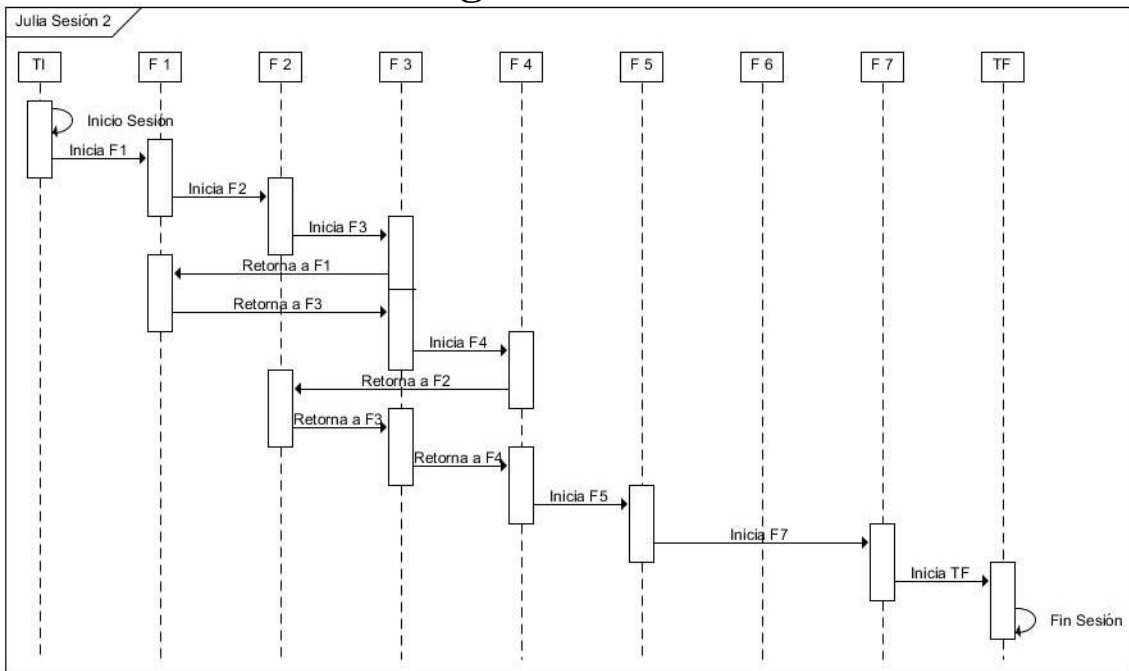 Julia Sesión 2
TI
F 1
F 2
F 3
F 4
F 5
F 6
F 7
TF
Inicio Sesión
Inicia F1
Inicia F2
Inicia F3
Retorna a F1
Retorna a F3
Inicia F4
Retorna a F2
Retorna a F3
Retorna a F4
Inicia F5
Inicia F7
Inicia TF
Fin Sesión